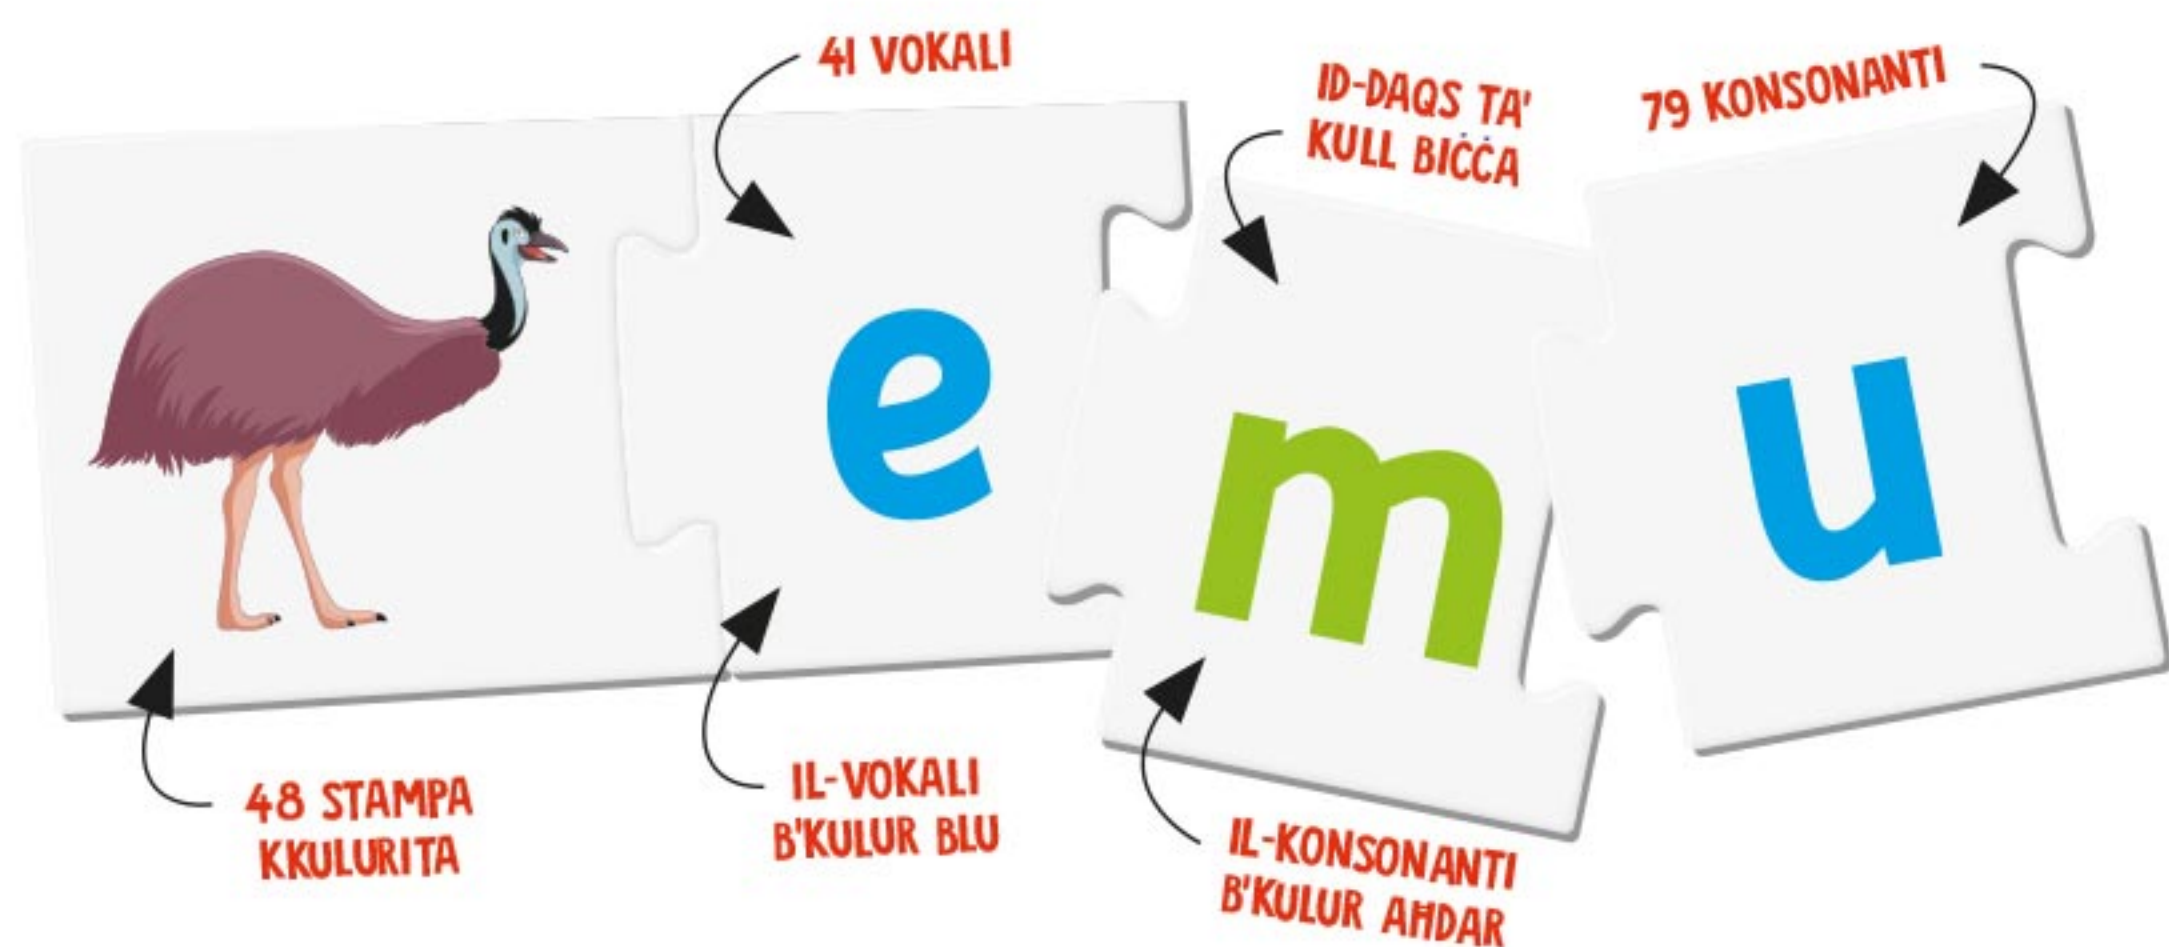 41 VOKALI
ID-DAQS TA'
KULL BIĊĊA
79 KONSONANTI
e
m
u
48 STAMPA
KKULURITA
IL-VOKALI
B'KULUR BLU
IL-KONSONANTI
B'KULUR AĦDAR